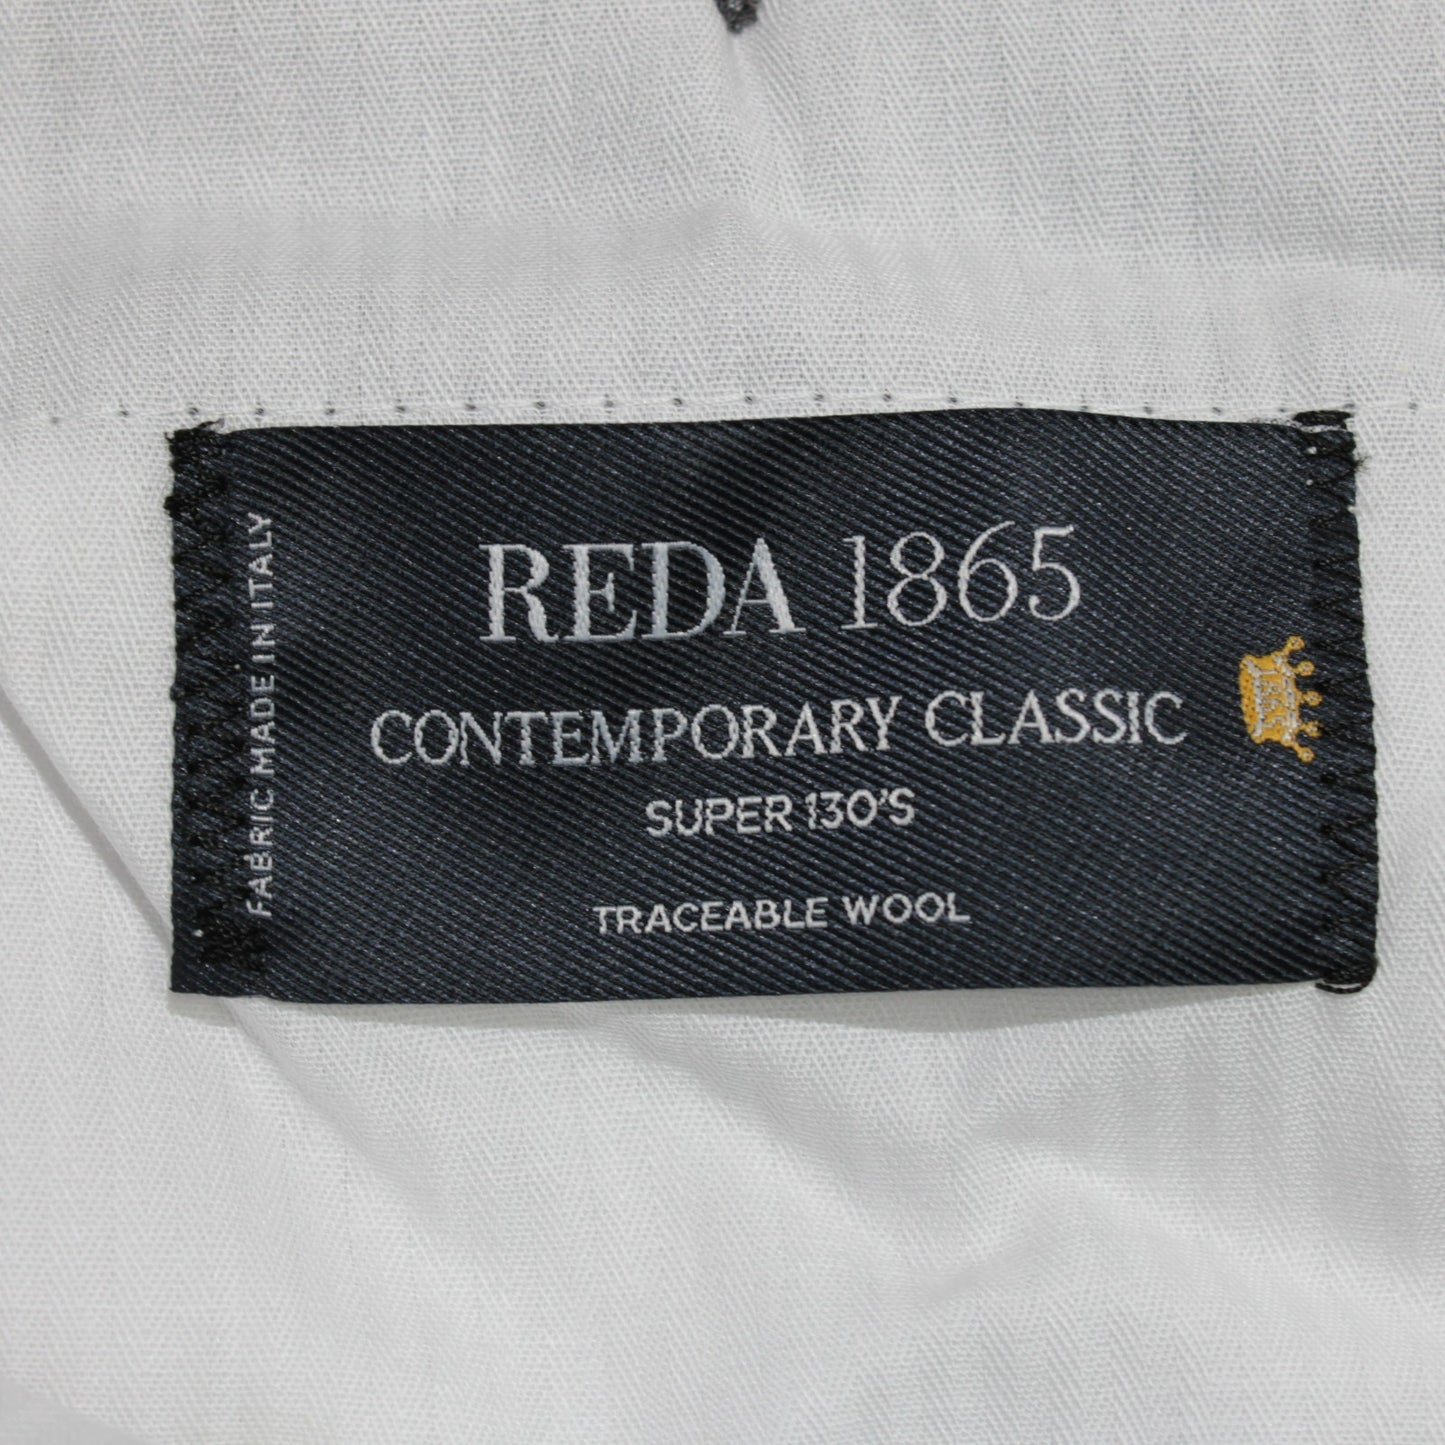 REDA 1865
CONTEMPORARY CLASSIC
SUPER 130'S
TRACEABLE WOOL
FABRIC MADE IN ITALY